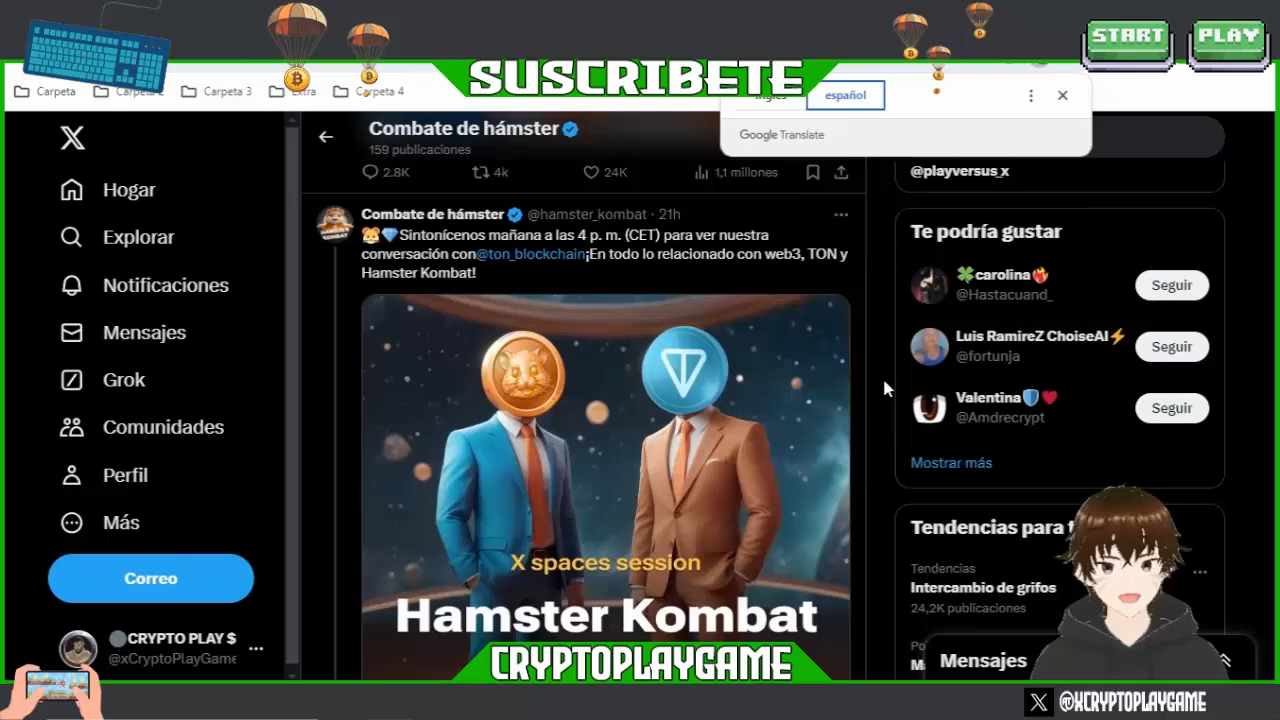 START
PLAY
SUSCRIBETE
Carpeta
Carpeta 2
Carpeta 3
Extra
Carpeta 4
inglés
español
Google Translate
Combate de hámster
159 publicaciones
2.8K
4k
24K
1,1 millones
@playversus_x
Hogar
Explorar
Notificaciones
Mensajes
Grok
Comunidades
Perfil
Más
Correo
CRYPTO PLAY $
@xCryptoPlayGame
Combate de hámster @hamster_kombat · 21h
Sintonícenos mañana a las 4 p. m. (CET) para ver nuestra
conversación con@ton_blockchain¡En todo lo relacionado con web3, TON y
Hamster Kombat!
X spaces session
Hamster Kombat
Te podría gustar
carolina
@Hastacuand_
Seguir
Luis RamireZ ChoiseAI
@fortunja
Seguir
Valentina
@Amdrecrypt
Seguir
Mostrar más
Tendencias para t
Tendencias
Intercambio de grifos
24,2K publicaciones
Mensajes
CRYPTOPLAYGAME
X @XCRYPTOPLAYGAME